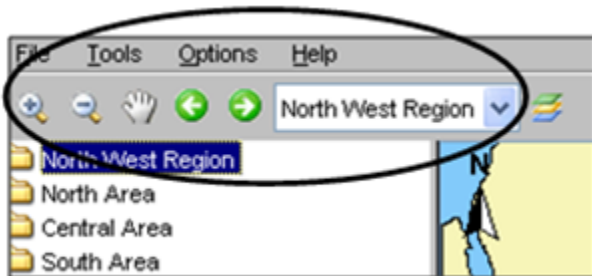 File Tools Options Help
North West Region
North West Region
North Area
Central Area
South Area
N